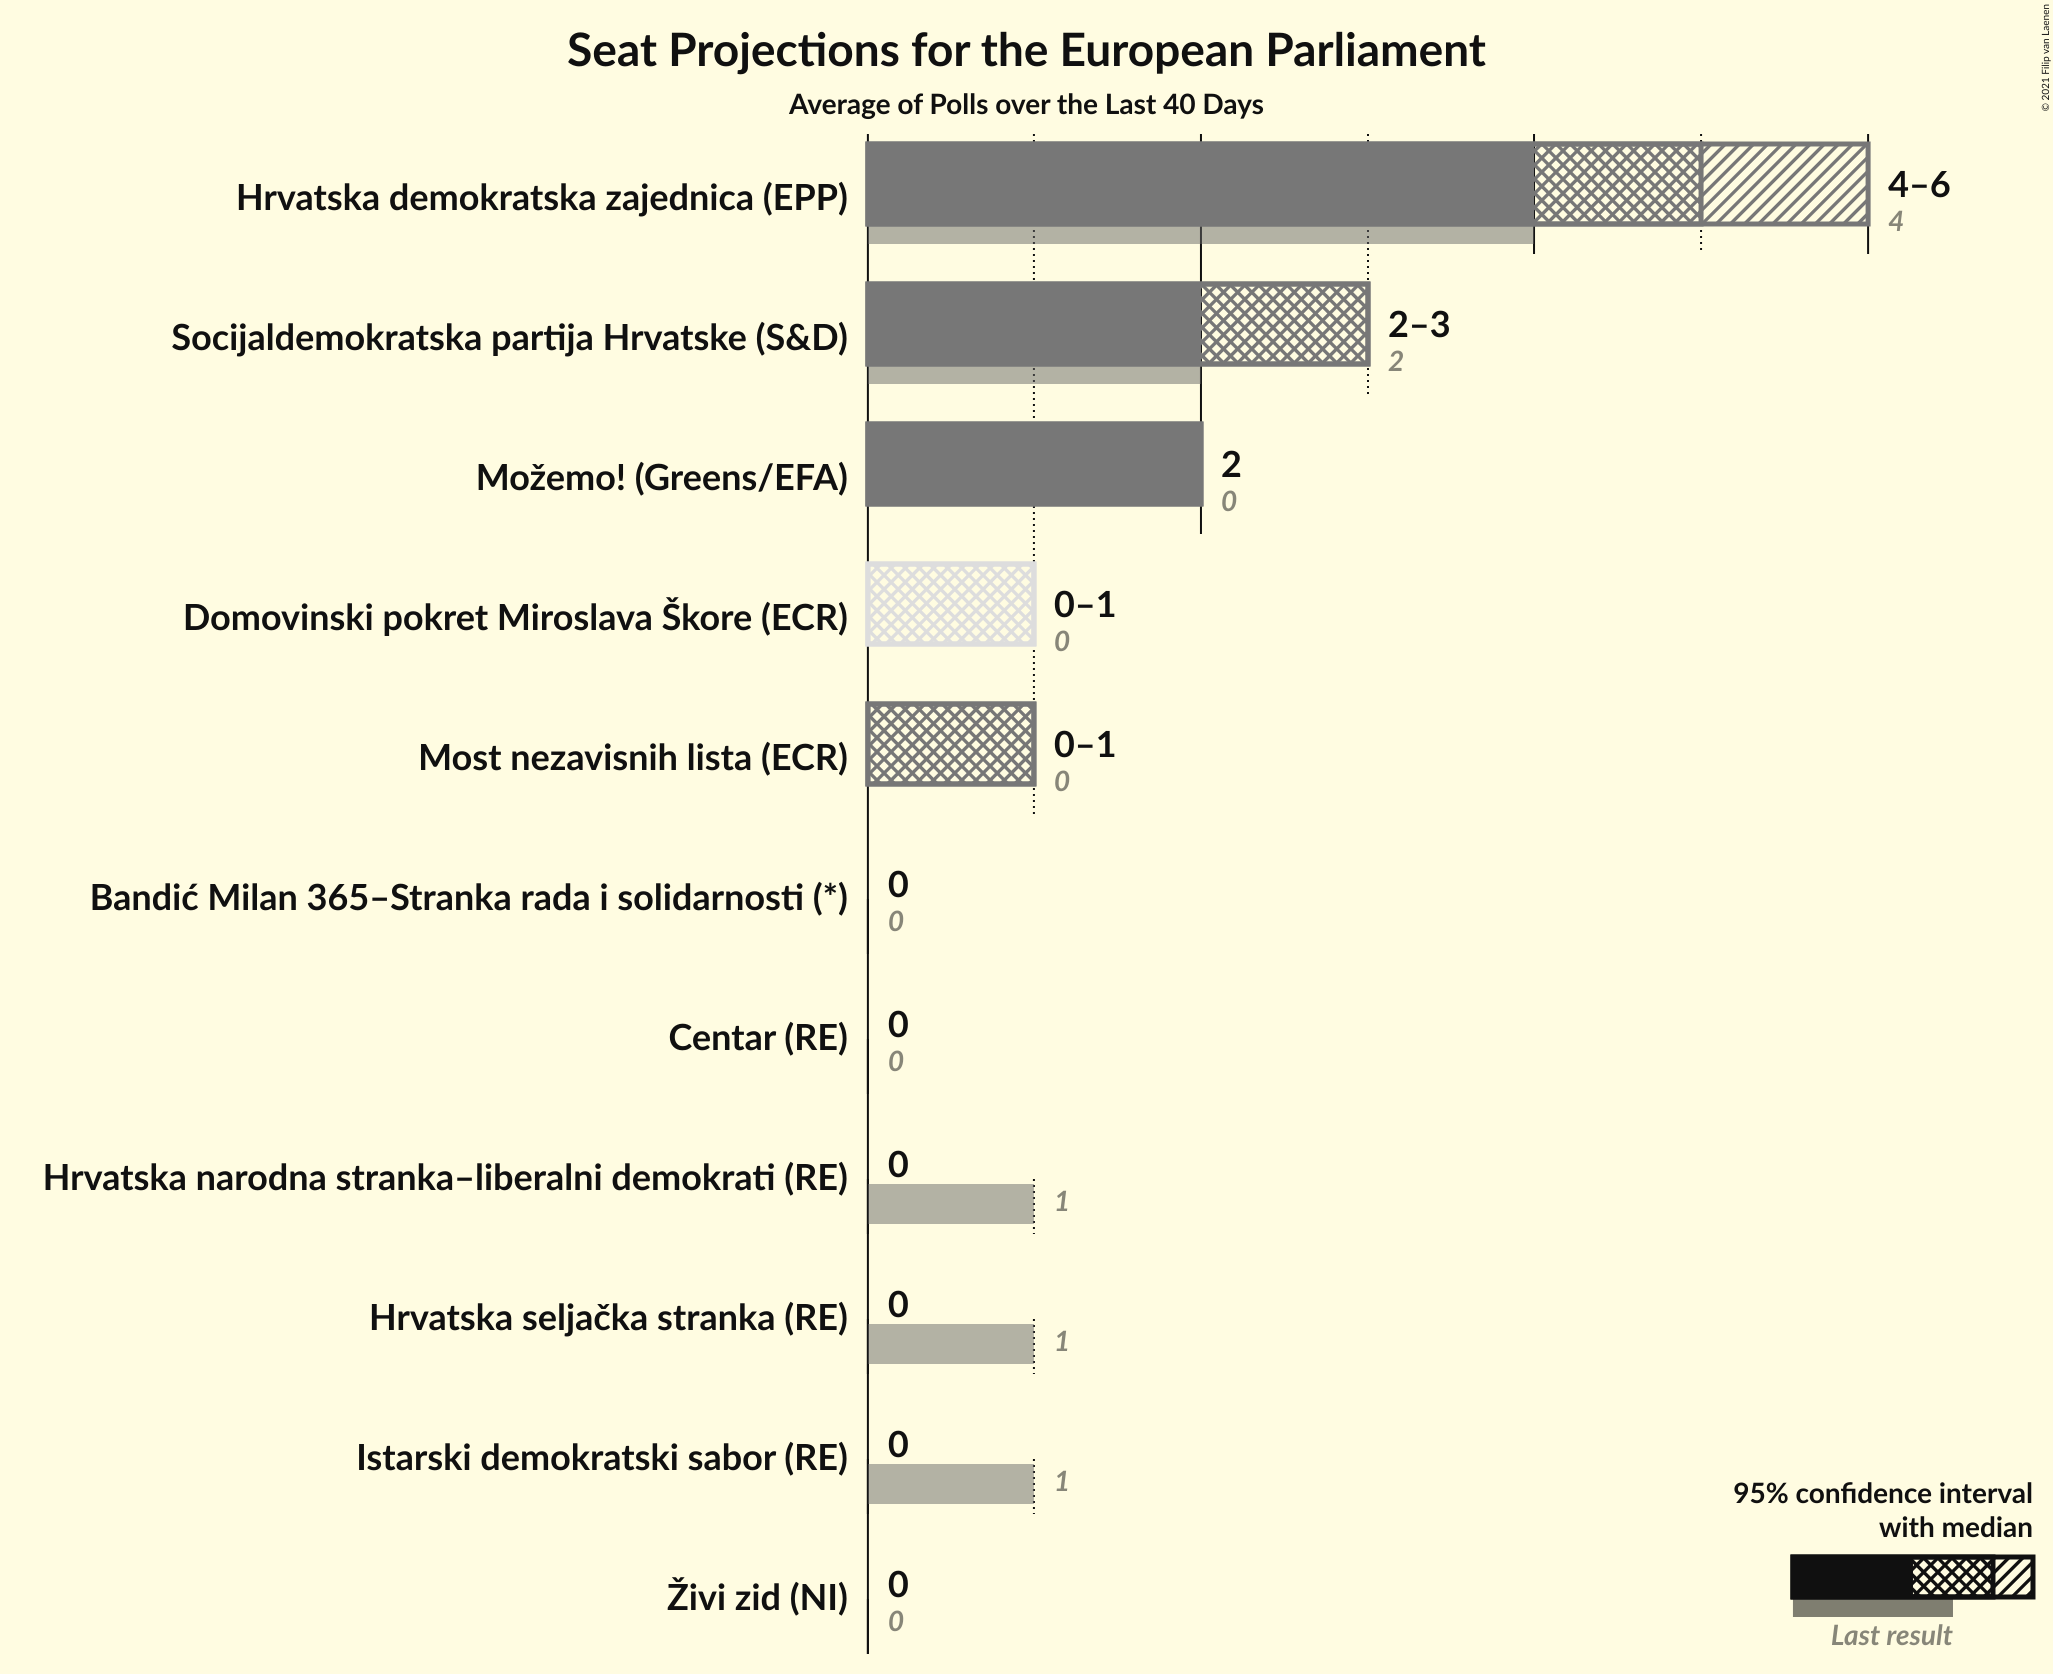 Seat Projections for the European Parliament
Average of Polls over the Last 40 Days
© 2021 Filip van Laenen
Hrvatska demokratska zajednica (EPP)
4–6
4
Socijaldemokratska partija Hrvatske (S&D)
2–3
2
Možemo! (Greens/EFA)
2
0
Domovinski pokret Miroslava Škore (ECR)
0–1
0
Most nezavisnih lista (ECR)
0–1
0
Bandić Milan 365–Stranka rada i solidarnosti (*)
0
0
Centar (RE)
0
0
Hrvatska narodna stranka–liberalni demokrati (RE)
0
1
Hrvatska seljačka stranka (RE)
0
1
Istarski demokratski sabor (RE)
0
1
Živi zid (NI)
0
0
95% confidence interval
with median
Last result